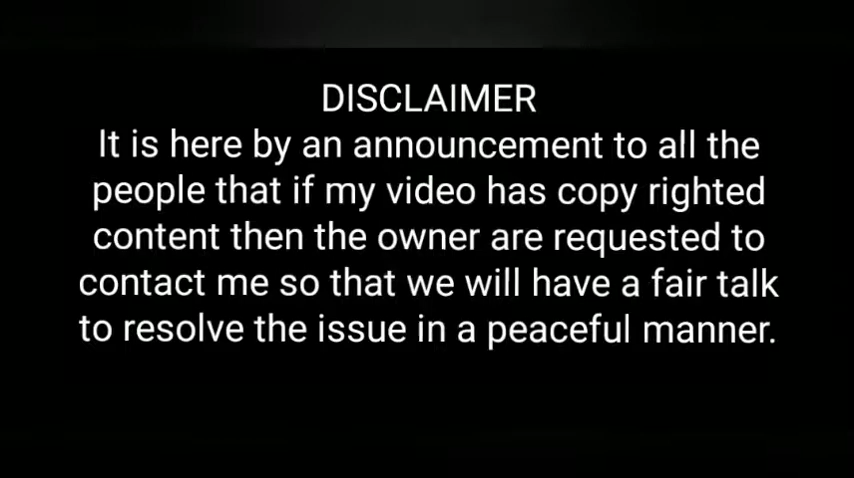 DISCLAIMER
It is here by an announcement to all the
people that if my video has copy righted
content then the owner are requested to
contact me so that we will have a fair talk
to resolve the issue in a peaceful manner.